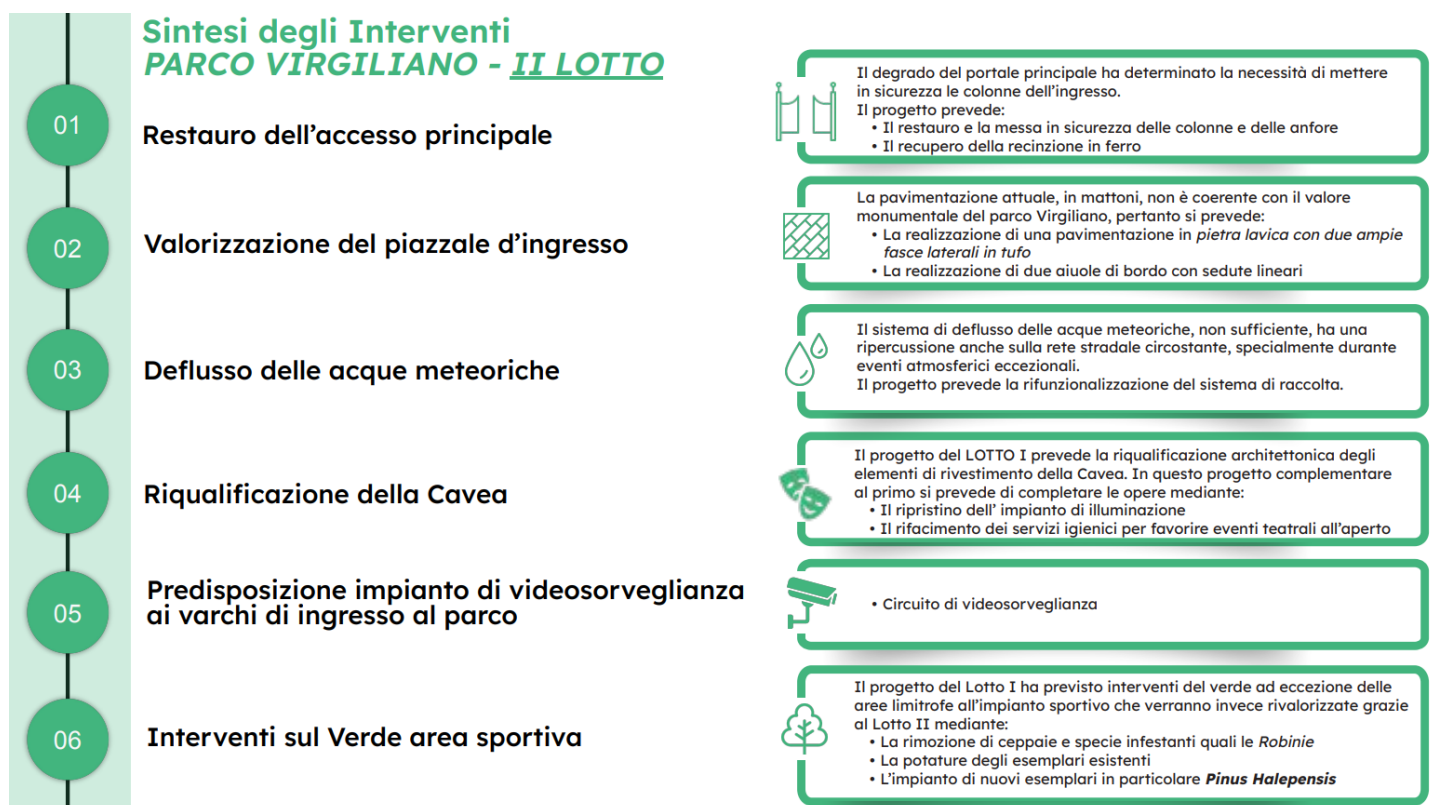 Sintesi degli Interventi
PARCO VIRGILIANO - II LOTTO
01
Restauro dell’accesso principale
Il degrado del portale principale ha determinato la necessità di mettere
in sicurezza le colonne dell’ingresso.
Il progetto prevede:
• Il restauro e la messa in sicurezza delle colonne e delle anfore
• Il recupero della recinzione in ferro
02
Valorizzazione del piazzale d’ingresso
La pavimentazione attuale, in mattoni, non è coerente con il valore
monumentale del parco Virgiliano, pertanto si prevede:
• La realizzazione di una pavimentazione in pietra lavica con due ampie
fasce laterali in tufo
• La realizzazione di due aiuole di bordo con sedute lineari
03
Deflusso delle acque meteoriche
Il sistema di deflusso delle acque meteoriche, non sufficiente, ha una
ripercussione anche sulla rete stradale circostante, specialmente durante
eventi atmosferici eccezionali.
Il progetto prevede la rifunzionalizzazione del sistema di raccolta.
04
Riqualificazione della Cavea
Il progetto del LOTTO I prevede la riqualificazione architettonica degli
elementi di rivestimento della Cavea. In questo progetto complementare
al primo si prevede di completare le opere mediante:
• Il ripristino dell’ impianto di illuminazione
• Il rifacimento dei servizi igienici per favorire eventi teatrali all’aperto
05
Predisposizione impianto di videosorveglianza
ai varchi di ingresso al parco
• Circuito di videosorveglianza
06
Interventi sul Verde area sportiva
Il progetto del Lotto I ha previsto interventi del verde ad eccezione delle
aree limitrofe all’impianto sportivo che verranno invece rivalorizzate grazie
al Lotto II mediante:
• La rimozione di ceppaie e specie infestanti quali le Robinie
• La potature degli esemplari esistenti
• L’impianto di nuovi esemplari in particolare Pinus Halepensis